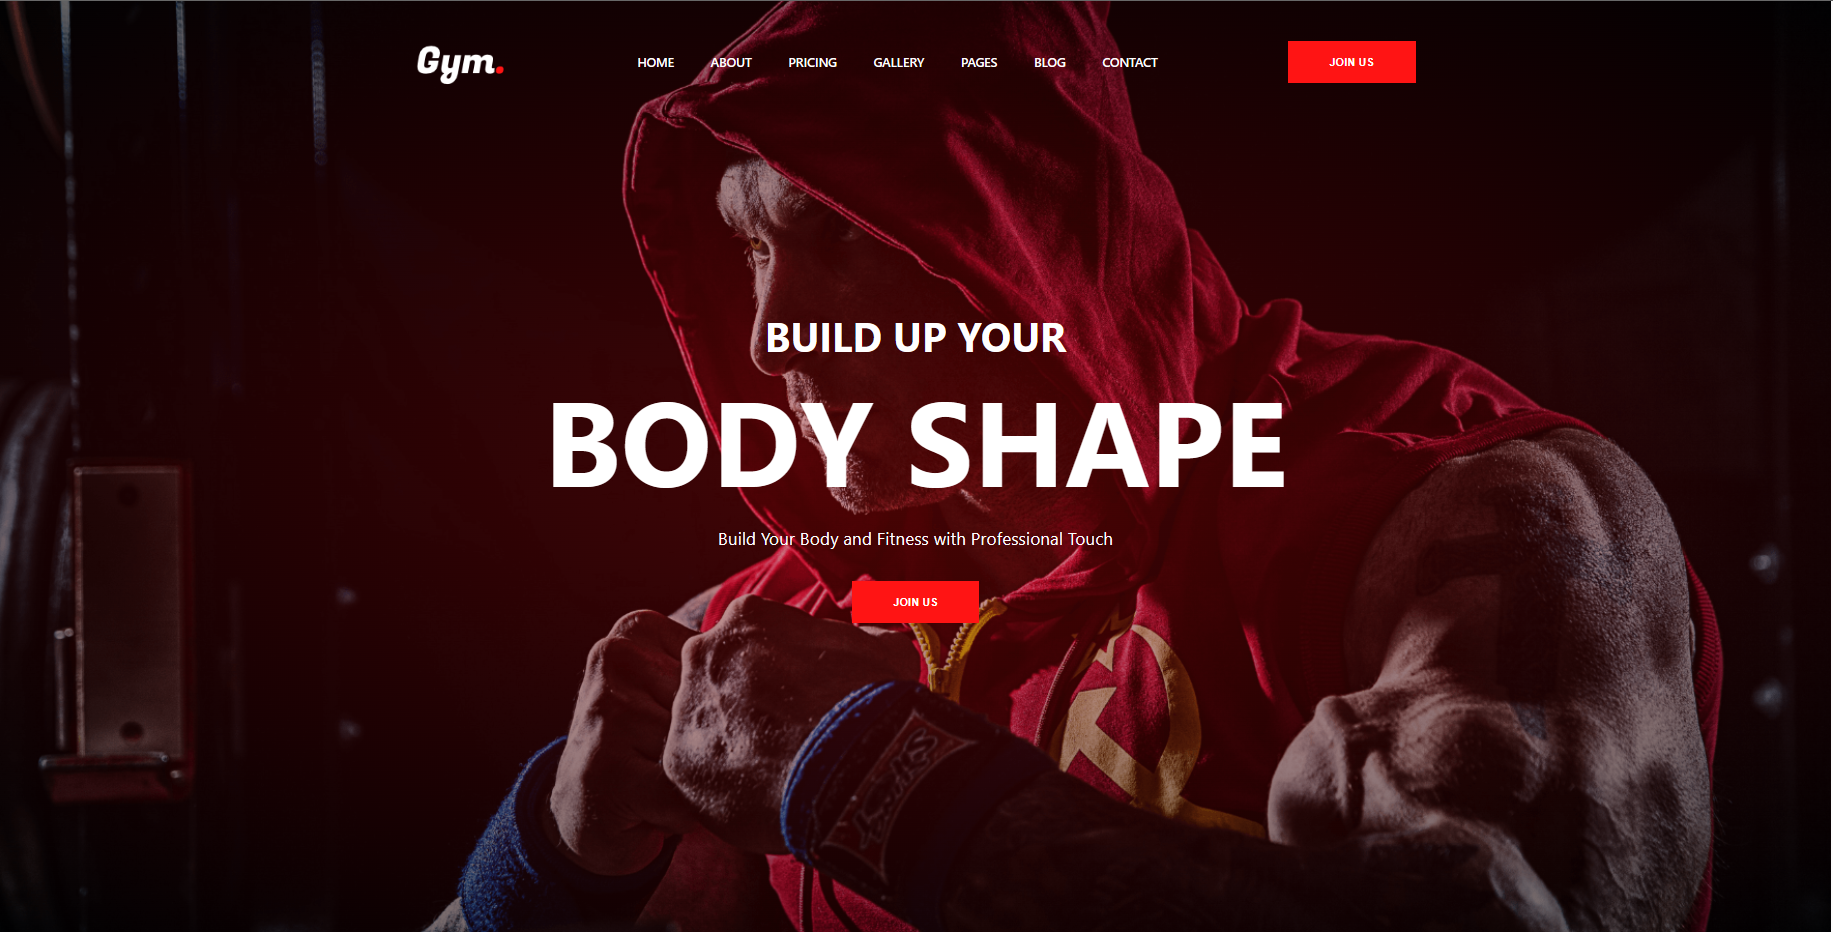 Gym.
HOME ABOUT PRICING GALLERY PAGES BLOG CONTACT
JOIN US
BUILD UP YOUR
BODY SHAPE
Build Your Body and Fitness with Professional Touch
JOIN US